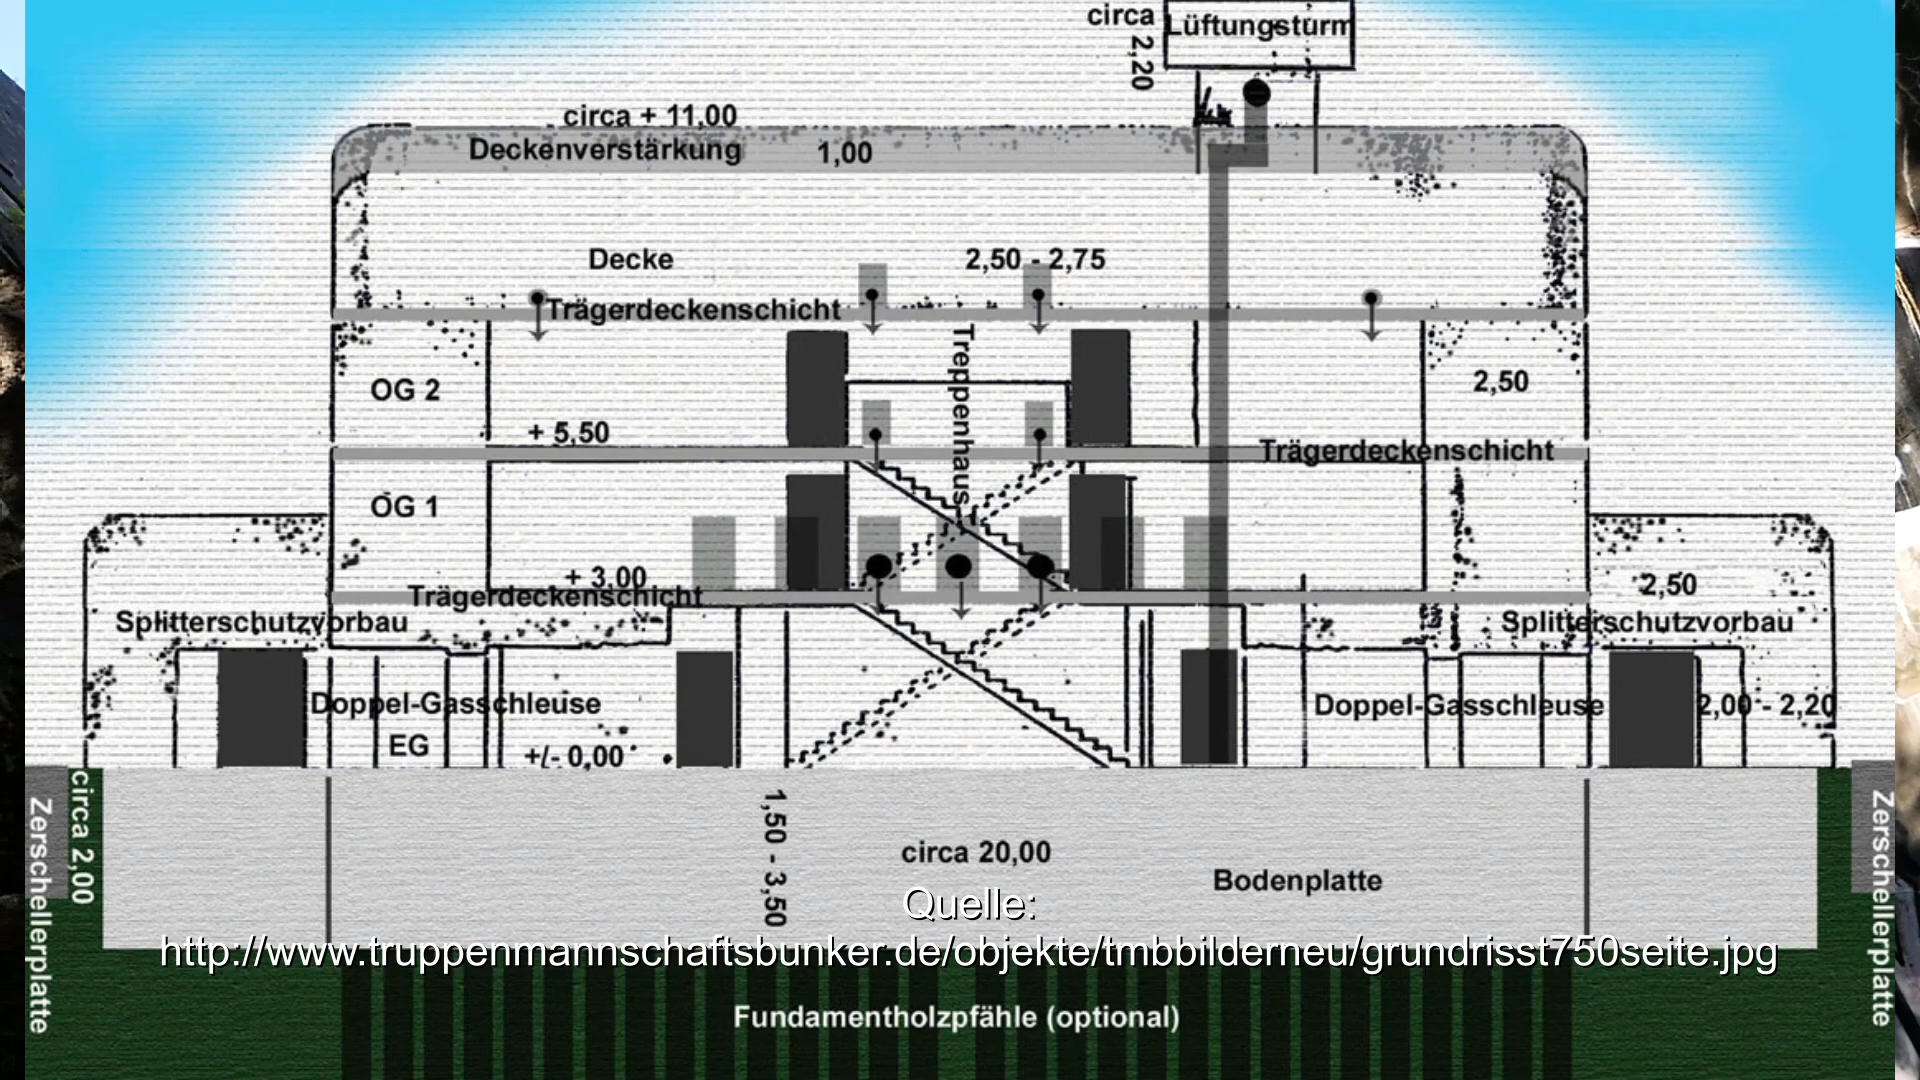 circa
Lüftungsturm
2,20
circa + 11,00
Deckenverstärkung
1,00
Decke
2,50 - 2,75
Trägerdeckenschicht
Treppenhaus
OG 2
2,50
+ 5,50
Trägerdeckenschicht
OG 1
+ 3,00
2,50
Trägerdeckenschicht
Splitterschutzvorbau
Splitterschutzvorbau
Doppel-Gasschleuse
Doppel-Gasschleuse
2,00 - 2,20
EG
+/- 0,00
Zerschellerplatte
circa 2,00
1,50 - 3,50
circa 20,00
Bodenplatte
Zerschellerplatte
Quelle:
http://www.truppenmannschaftsbunker.de/objekte/tmbbilderneu/grundrisst750seite.jpg
Fundamentholzpfähle (optional)